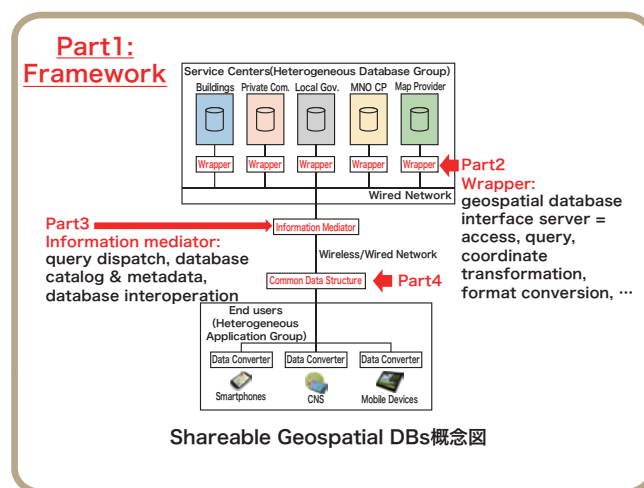 Part1:
Framework
Service Centers(Heterogeneous Database Group)
Buildings Private Com. Local Gov. MNO CP Map Provider
Wrapper Wrapper Wrapper Wrapper Wrapper
Wired Network
Part2
Wrapper:
geospatial database
interface server =
access, query,
coordinate
transformation,
format conversion, …
Part3
Information mediator:
query dispatch, database
catalog & metadata,
database interoperation
Information Mediator
Wireless/Wired Network
Common Data Structure
Part4
End users
(Heterogeneous
Application Group)
Data Converter Data Converter Data Converter
Smartphones CNS Mobile Devices
Shareable Geospatial DBs概念図